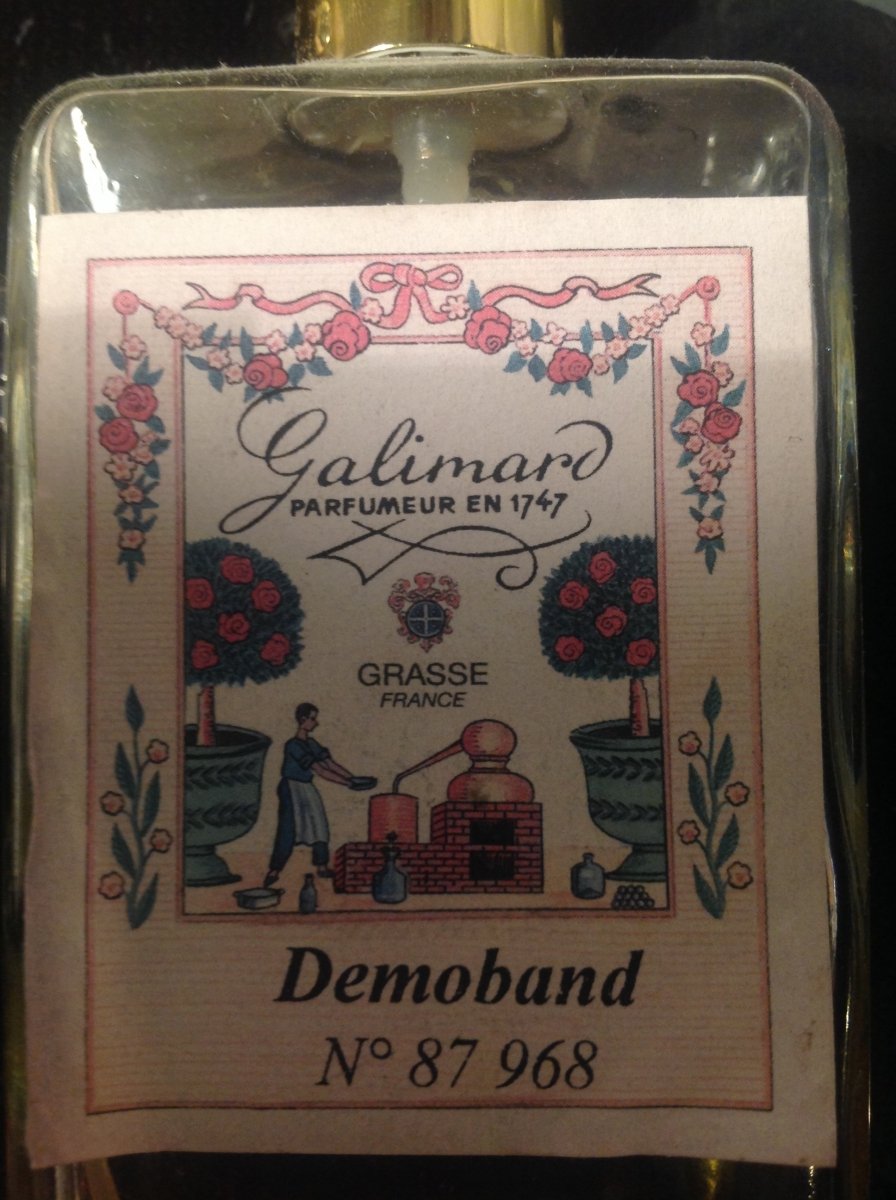 Galimard
PARFUMEUR EN 1747
GRASSE
FRANCE
Demoband
N° 87 968